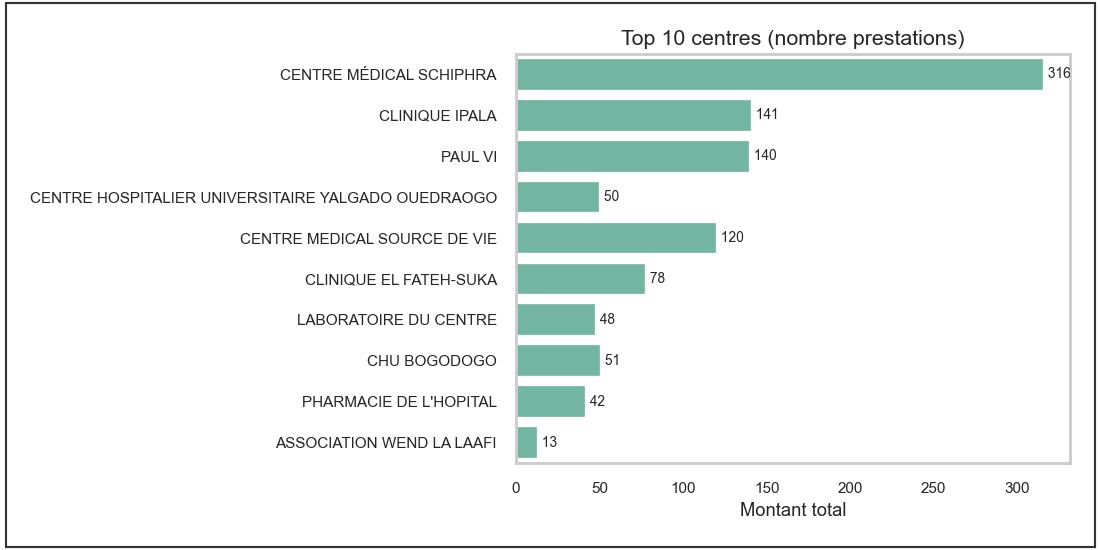 Top 10 centres (nombre prestations)
CENTRE MÉDICAL SCHIPHRA 316
CLINIQUE IPALA 141
PAUL VI 140
CENTRE HOSPITALIER UNIVERSITAIRE YALGADO OUEDRAOGO 50
CENTRE MEDICAL SOURCE DE VIE 120
CLINIQUE EL FATEH-SUKA 78
LABORATOIRE DU CENTRE 48
CHU BOGODOGO 51
PHARMACIE DE L'HOPITAL 42
ASSOCIATION WEND LA LAAFI 13
0 50 100 150 200 250 300
Montant total